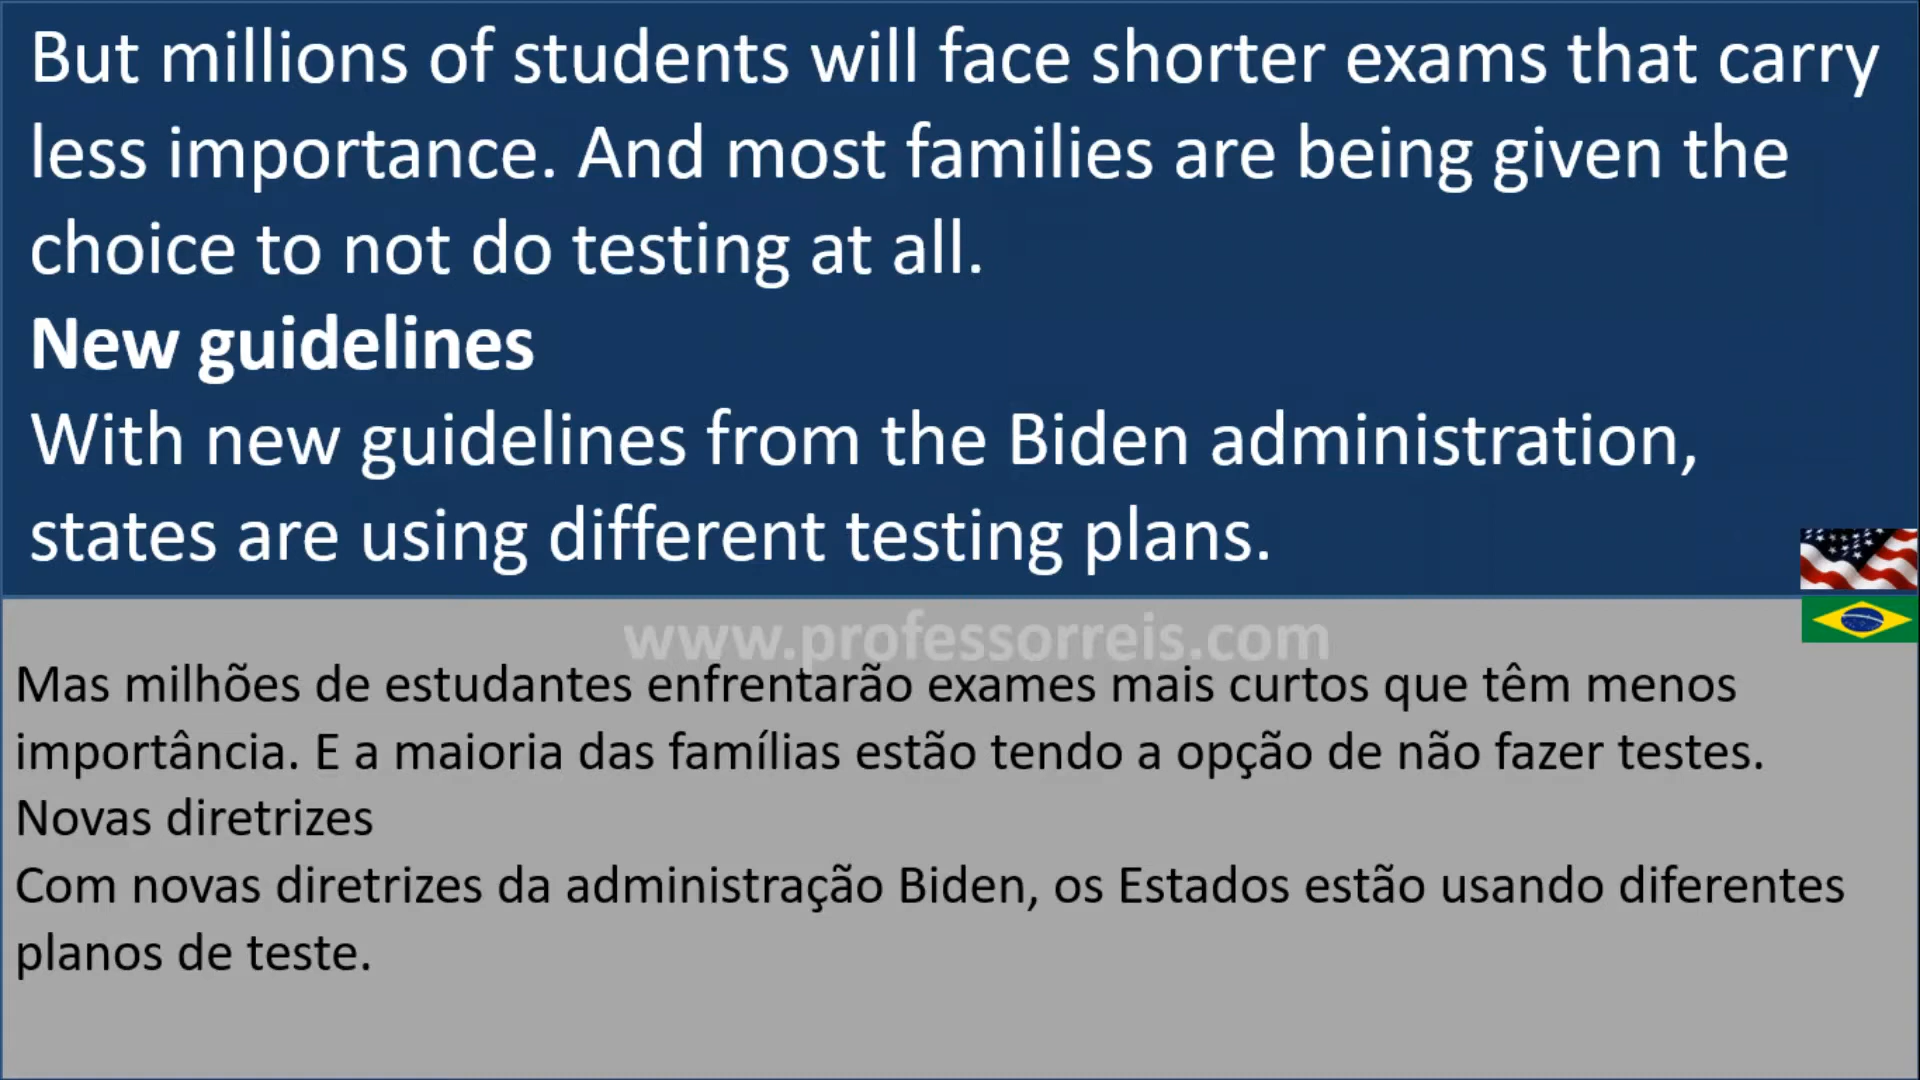 But millions of students will face shorter exams that carry
less importance. And most families are being given the
choice to not do testing at all.
New guidelines
With new guidelines from the Biden administration,
states are using different testing plans.
www.professorreis.com
Mas milhões de estudantes enfrentarão exames mais curtos que têm menos
importância. E a maioria das famílias estão tendo a opção de não fazer testes.
Novas diretrizes
Com novas diretrizes da administração Biden, os Estados estão usando diferentes
planos de teste.